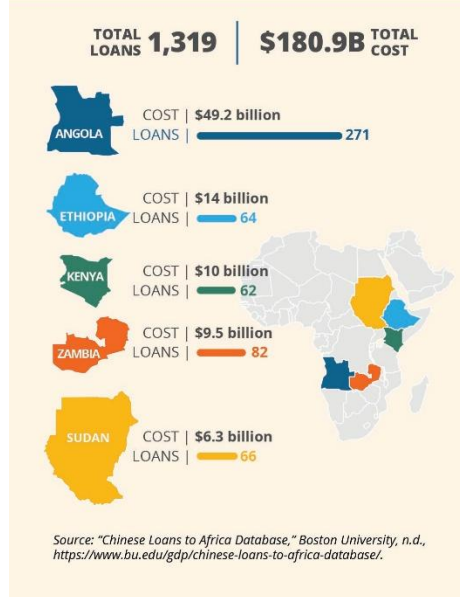 TOTAL LOANS 1,319 | $180.9B TOTAL COST
COST | $49.2 billion
ANGOLA LOANS | 271
COST | $14 billion
ETHIOPIA LOANS | 64
COST | $10 billion
KENYA LOANS | 62
COST | $9.5 billion
ZAMBIA LOANS | 82
COST | $6.3 billion
SUDAN LOANS | 66
Source: "Chinese Loans to Africa Database," Boston University, n.d.,
https://www.bu.edu/gdp/chinese-loans-to-africa-database/.